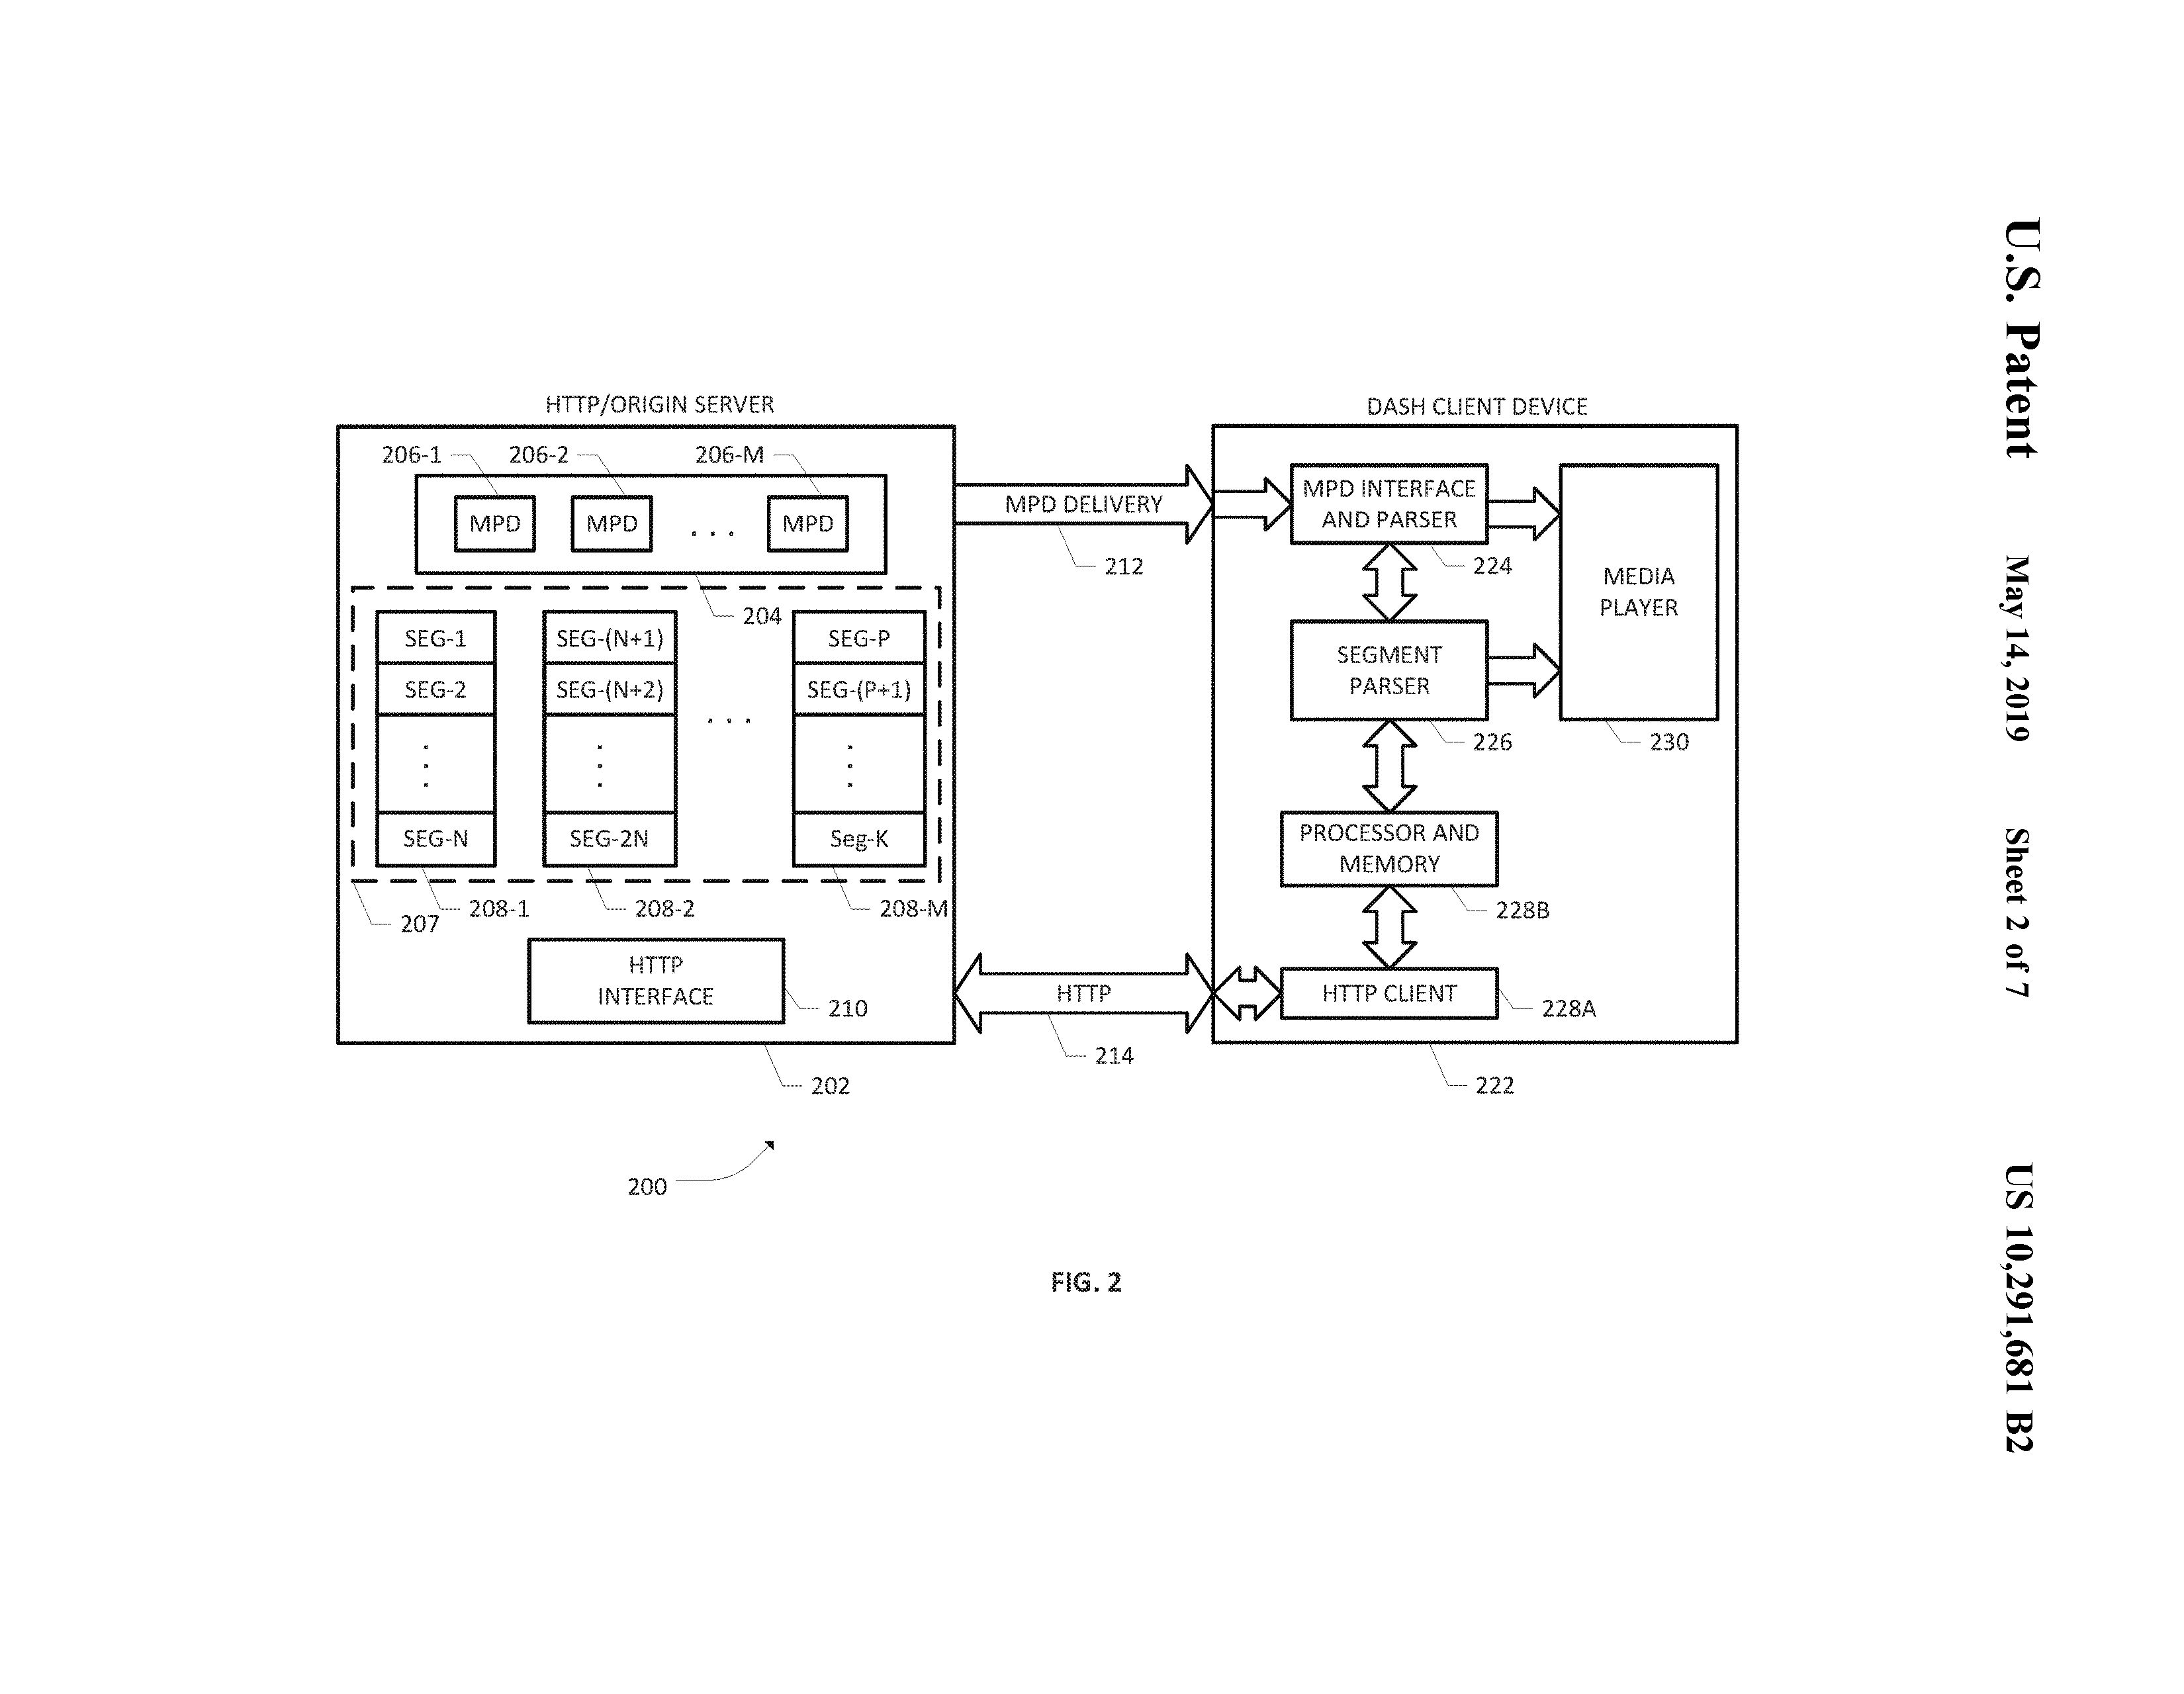 U.S. Patent May 14, 2019 Sheet 2 of 7 US 10,291,681 B2
HTTP/ORIGIN SERVER
206-1 206-2 206-M
MPD MPD . . . MPD
204
SEG-1 SEG-(N+1) SEG-P
SEG-2 SEG-(N+2) SEG-(P+1)
. . .
SEG-N SEG-2N Seg-K
207 208-1 208-2 208-M
HTTP
INTERFACE
210
202
200
MPD DELIVERY
212
HTTP
214
DASH CLIENT DEVICE
MPD INTERFACE
AND PARSER
224
MEDIA
PLAYER
230
SEGMENT
PARSER
226
PROCESSOR AND
MEMORY
228B
HTTP CLIENT
228A
222
FIG. 2